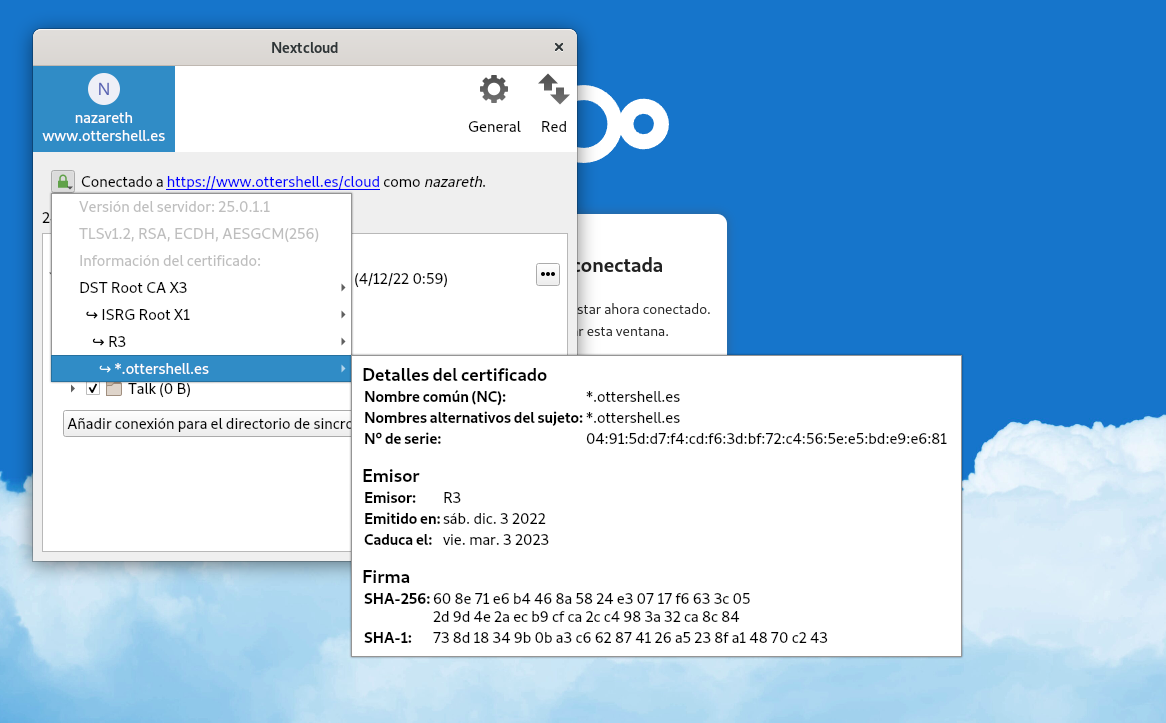 Nextcloud
N
nazareth
www.ottershell.es
General
Red
Conectado a https://www.ottershell.es/cloud como nazareth.
Versión del servidor: 25.0.1.1
TLSv1.2, RSA, ECDH, AESGCM(256)
Información del certificado:
DST Root CA X3
↪ ISRG Root X1
↪ R3
↪ *.ottershell.es
2
(4/12/22 0:59)
Talk (0 B)
Añadir conexión para el directorio de sincro
conectada
star ahora conectado.
r esta ventana.
Detalles del certificado
Nombre común (NC): *.ottershell.es
Nombres alternativos del sujeto: *.ottershell.es
Nº de serie: 04:91:5d:d7:f4:cd:f6:3d:bf:72:c4:56:5e:e5:bd:e9:e6:81
Emisor
Emisor: R3
Emitido en: sáb. dic. 3 2022
Caduca el: vie. mar. 3 2023
Firma
SHA-256: 60 8e 71 e6 b4 46 8a 58 24 e3 07 17 f6 63 3c 05
2d 9d 4e 2a ec b9 cf ca 2c c4 98 3a 32 ca 8c 84
SHA-1: 73 8d 18 34 9b 0b a3 c6 62 87 41 26 a5 23 8f a1 48 70 c2 43